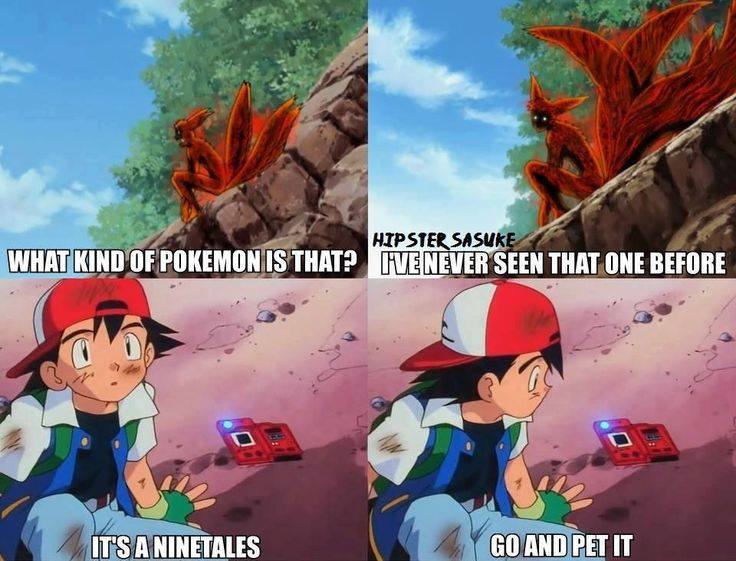 WHAT KIND OF POKEMON IS THAT?
HIPSTER SASUKE
I'VE NEVER SEEN THAT ONE BEFORE
IT'S A NINETALES
GO AND PET IT